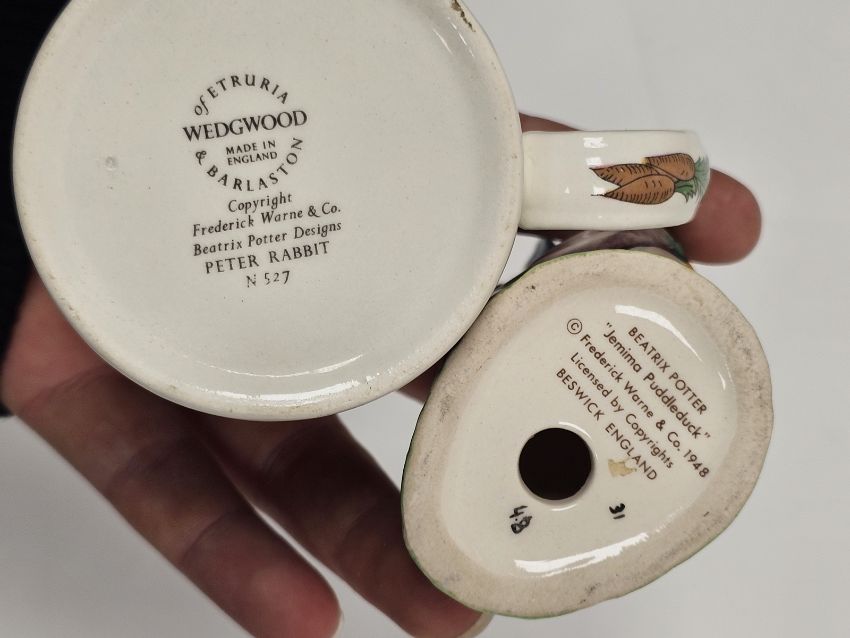 of ETRURIA
WEDGWOOD
MADE IN
ENGLAND
& BARLASTON
Copyright
Frederick Warne & Co.
Beatrix Potter Designs
PETER RABBIT
N 527
BEATRIX POTTER
"Jemima Puddleduck"
© Frederick Warne & Co. 1948
Licensed by Copyrights
BESWICK ENGLAND
31